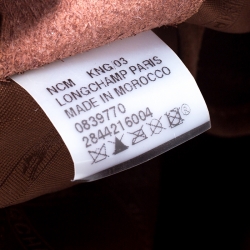 NCM KNG 03
LONGCHAMP PARIS
MADE IN MOROCCO
0839770
2844216004